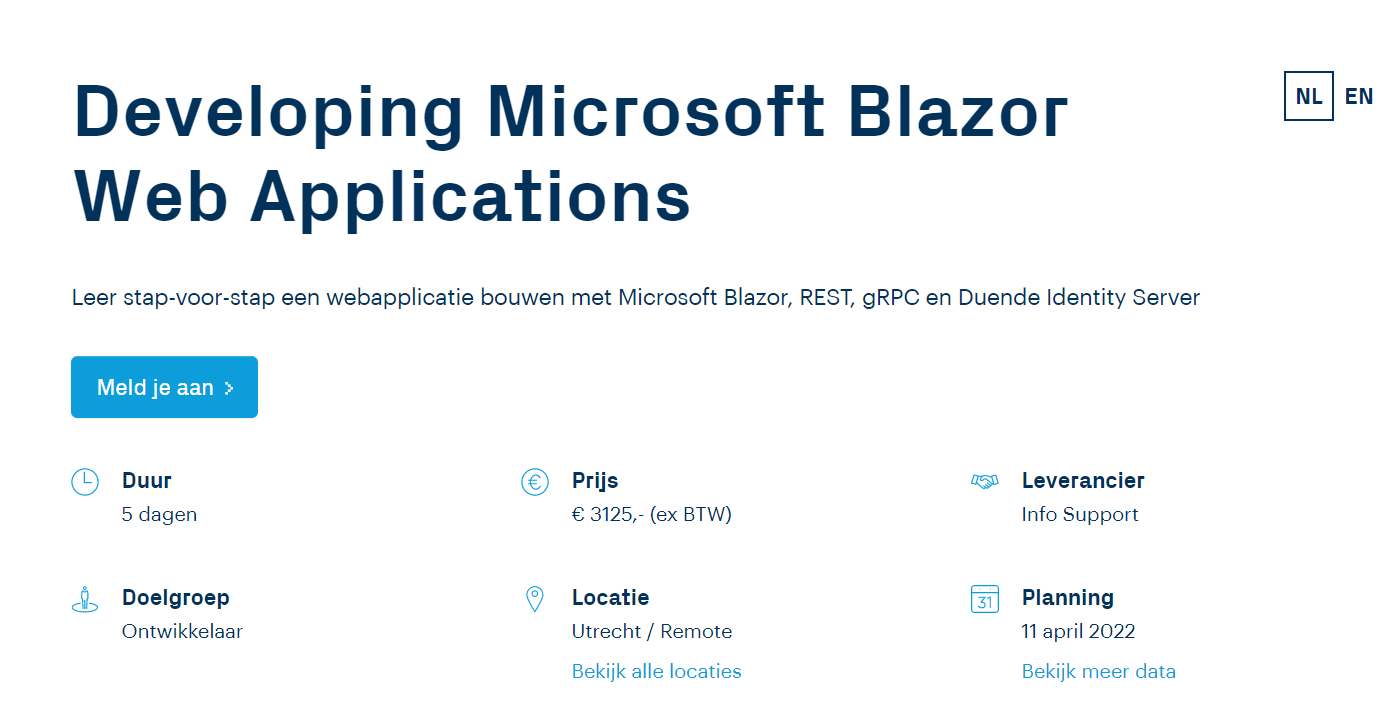 Developing Microsoft Blazor
Web Applications
NL EN
Leer stap-voor-stap een webapplicatie bouwen met Microsoft Blazor, REST, gRPC en Duende Identity Server
Meld je aan >
Duur
5 dagen
Prijs
€ 3125,- (ex BTW)
Leverancier
Info Support
Doelgroep
Ontwikkelaar
Locatie
Utrecht / Remote
Bekijk alle locaties
31
Planning
11 april 2022
Bekijk meer data